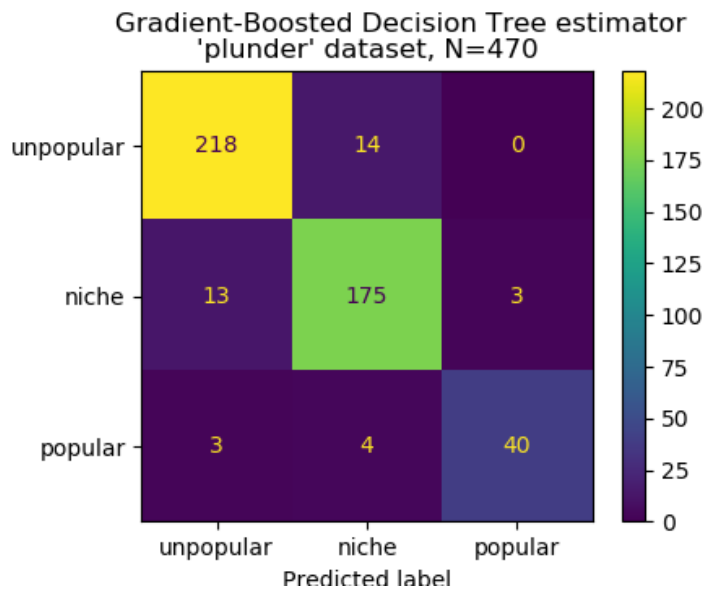 Gradient-Boosted Decision Tree estimator
'plunder' dataset, N=470
unpopular 218 14 0
niche 13 175 3
popular 3 4 40
unpopular niche popular
Predicted label
200
175
150
125
100
75
50
25
0